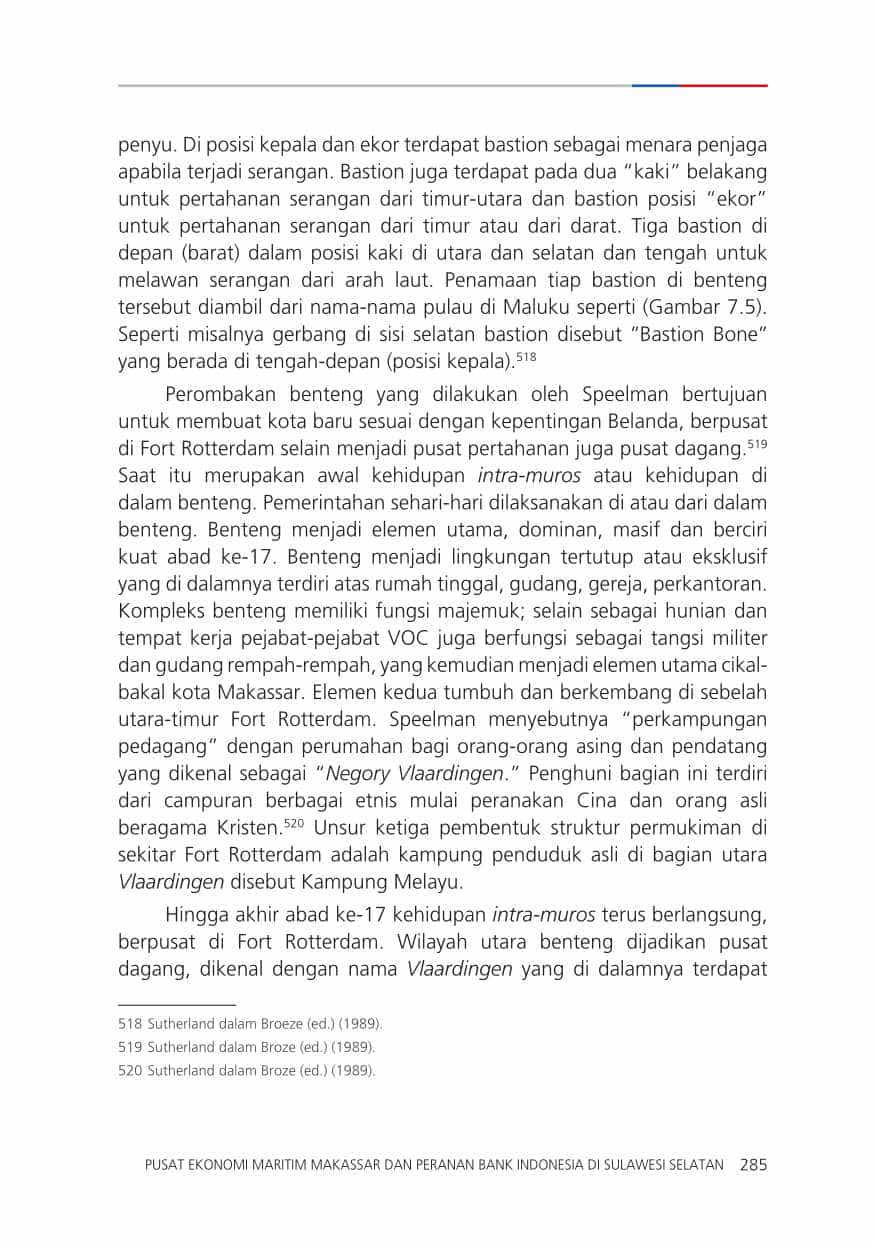 penyu. Di posisi kepala dan ekor terdapat bastion sebagai menara penjaga
apabila terjadi serangan. Bastion juga terdapat pada dua “kaki” belakang
untuk pertahanan serangan dari timur-utara dan bastion posisi “ekor”
untuk pertahanan serangan dari timur atau dari darat. Tiga bastion di
depan (barat) dalam posisi kaki di utara dan selatan dan tengah untuk
melawan serangan dari arah laut. Penamaan tiap bastion di benteng
tersebut diambil dari nama-nama pulau di Maluku seperti (Gambar 7.5).
Seperti misalnya gerbang di sisi selatan bastion disebut ”Bastion Bone”
yang berada di tengah-depan (posisi kepala).518
Perombakan benteng yang dilakukan oleh Speelman bertujuan
untuk membuat kota baru sesuai dengan kepentingan Belanda, berpusat
di Fort Rotterdam selain menjadi pusat pertahanan juga pusat dagang.519
Saat itu merupakan awal kehidupan intra-muros atau kehidupan di
dalam benteng. Pemerintahan sehari-hari dilaksanakan di atau dari dalam
benteng. Benteng menjadi elemen utama, dominan, masif dan berciri
kuat abad ke-17. Benteng menjadi lingkungan tertutup atau eksklusif
yang di dalamnya terdiri atas rumah tinggal, gudang, gereja, perkantoran.
Kompleks benteng memiliki fungsi majemuk; selain sebagai hunian dan
tempat kerja pejabat-pejabat VOC juga berfungsi sebagai tangsi militer
dan gudang rempah-rempah, yang kemudian menjadi elemen utama cikal-
bakal kota Makassar. Elemen kedua tumbuh dan berkembang di sebelah
utara-timur Fort Rotterdam. Speelman menyebutnya “perkampungan
pedagang” dengan perumahan bagi orang-orang asing dan pendatang
yang dikenal sebagai “Negory Vlaardingen.” Penghuni bagian ini terdiri
dari campuran berbagai etnis mulai peranakan Cina dan orang asli
beragama Kristen.520 Unsur ketiga pembentuk struktur permukiman di
sekitar Fort Rotterdam adalah kampung penduduk asli di bagian utara
Vlaardingen disebut Kampung Melayu.
Hingga akhir abad ke-17 kehidupan intra-muros terus berlangsung,
berpusat di Fort Rotterdam. Wilayah utara benteng dijadikan pusat
dagang, dikenal dengan nama Vlaardingen yang di dalamnya terdapat
518 Sutherland dalam Broeze (ed.) (1989).
519 Sutherland dalam Broze (ed.) (1989).
520 Sutherland dalam Broze (ed.) (1989).
PUSAT EKONOMI MARITIM MAKASSAR DAN PERANAN BANK INDONESIA DI SULAWESI SELATAN 285